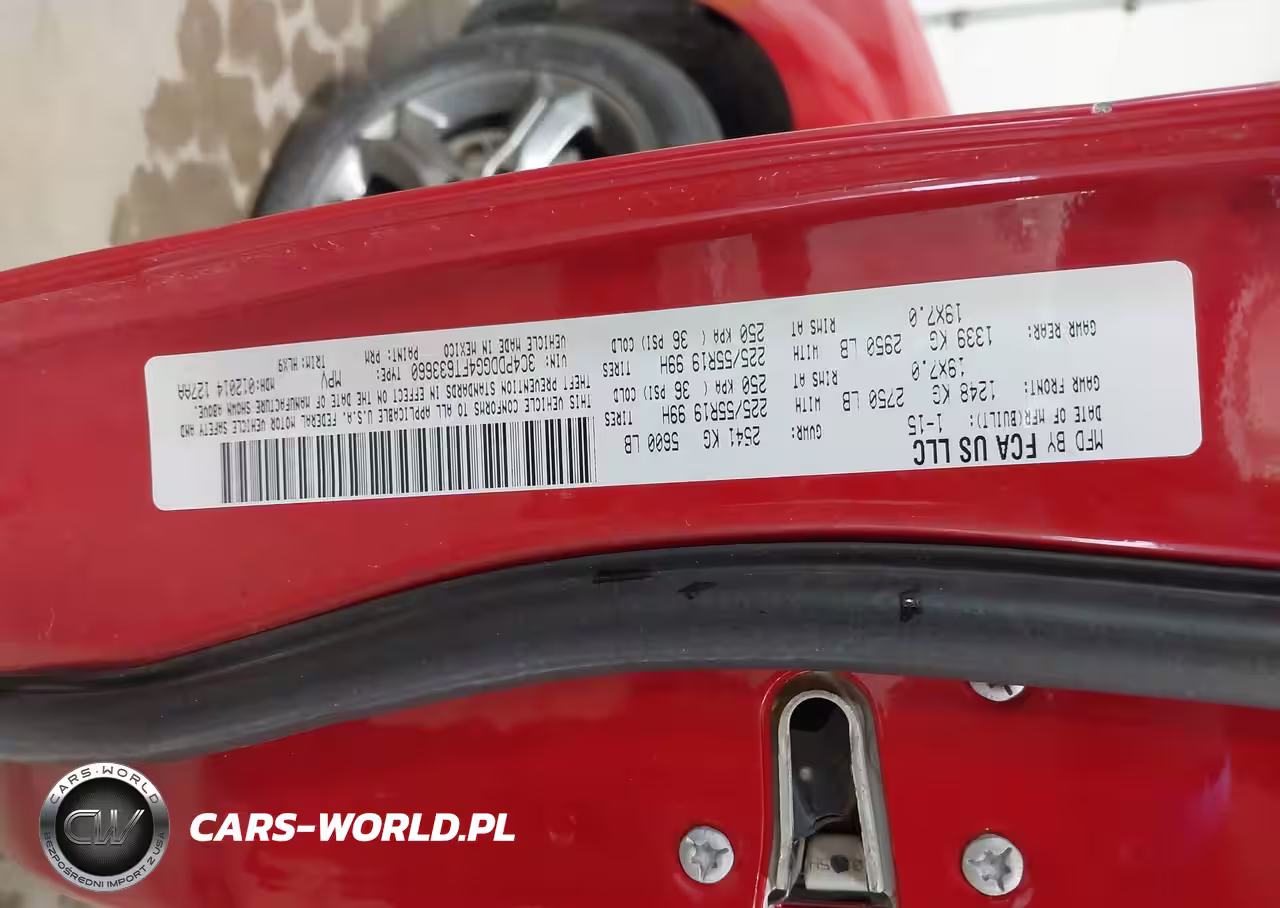 MFD BY FCA US LLC
DATE OF MFR(BUILT): 1-15 GVWR: 2541 KG 5600 LB
GAWR FRONT: 1248 KG 2750 LB WITH 225/55R19 99H TIRES
19X7.0 RIMS AT 250 KPA ( 36 PSI) COLD
GAWR REAR: 1339 KG 2950 LB WITH 225/55R19 99H TIRES
19X7.0 RIMS AT 250 KPA ( 36 PSI) COLD
THIS VEHICLE CONFORMS TO ALL APPLICABLE U.S.A. FEDERAL MOTOR VEHICLE SAFETY AND
THEFT PREVENTION STANDARDS IN EFFECT ON THE DATE OF MANUFACTURE SHOWN ABOVE.
VIN: 3C4PDDGG4FT633660 TYPE: MPV MDH:012014 127AA
VEHICLE MADE IN MEXICO PAINT: PRM TRIM:HLX9
CARS-WORLD
CW
BEZPOŚREDNI IMPORT Z USA
CARS-WORLD.PL